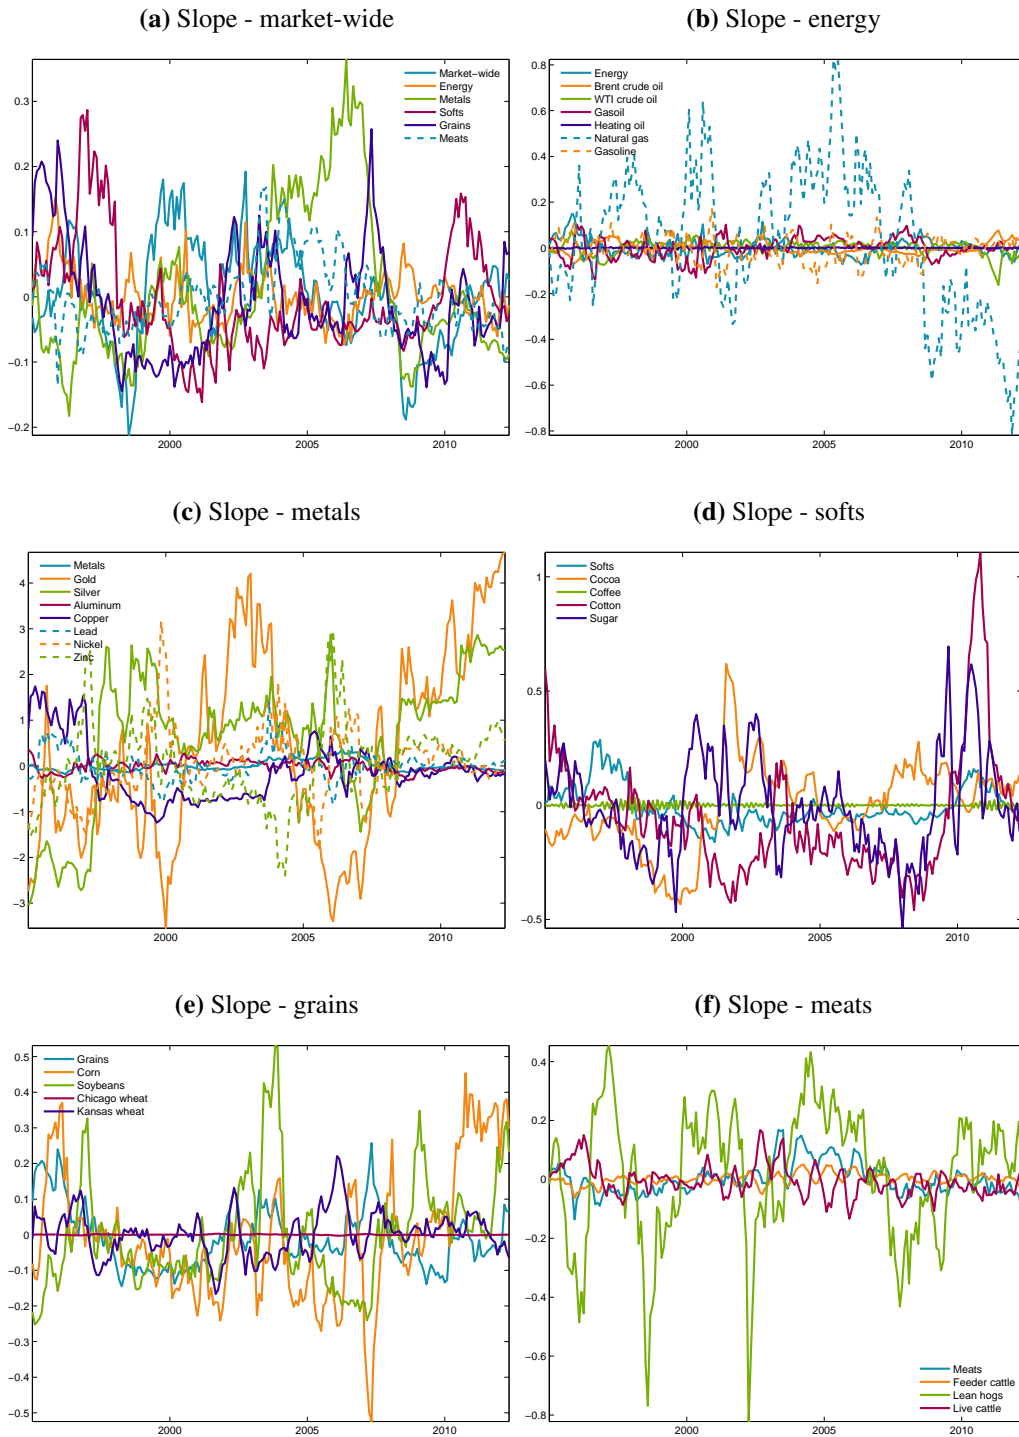 (a) Slope - market-wide
0.3
0.2
0.1
0
−0.1
−0.2
2000
2005
2010
Market−wide
Energy
Metals
Softs
Grains
Meats
(b) Slope - energy
0.8
0.6
0.4
0.2
0
−0.2
−0.4
−0.6
−0.8
2000
2005
2010
Energy
Brent crude oil
WTI crude oil
Gasoil
Heating oil
Natural gas
Gasoline
(c) Slope - metals
4
3
2
1
0
−1
−2
−3
2000
2005
2010
Metals
Gold
Silver
Aluminum
Copper
Lead
Nickel
Zinc
(d) Slope - softs
1
0.5
0
−0.5
2000
2005
2010
Softs
Cocoa
Coffee
Cotton
Sugar
(e) Slope - grains
0.5
0.4
0.3
0.2
0.1
0
−0.1
−0.2
−0.3
−0.4
−0.5
2000
2005
2010
Grains
Corn
Soybeans
Chicago wheat
Kansas wheat
(f) Slope - meats
0.4
0.2
0
−0.2
−0.4
−0.6
−0.8
2000
2005
2010
Meats
Feeder cattle
Lean hogs
Live cattle